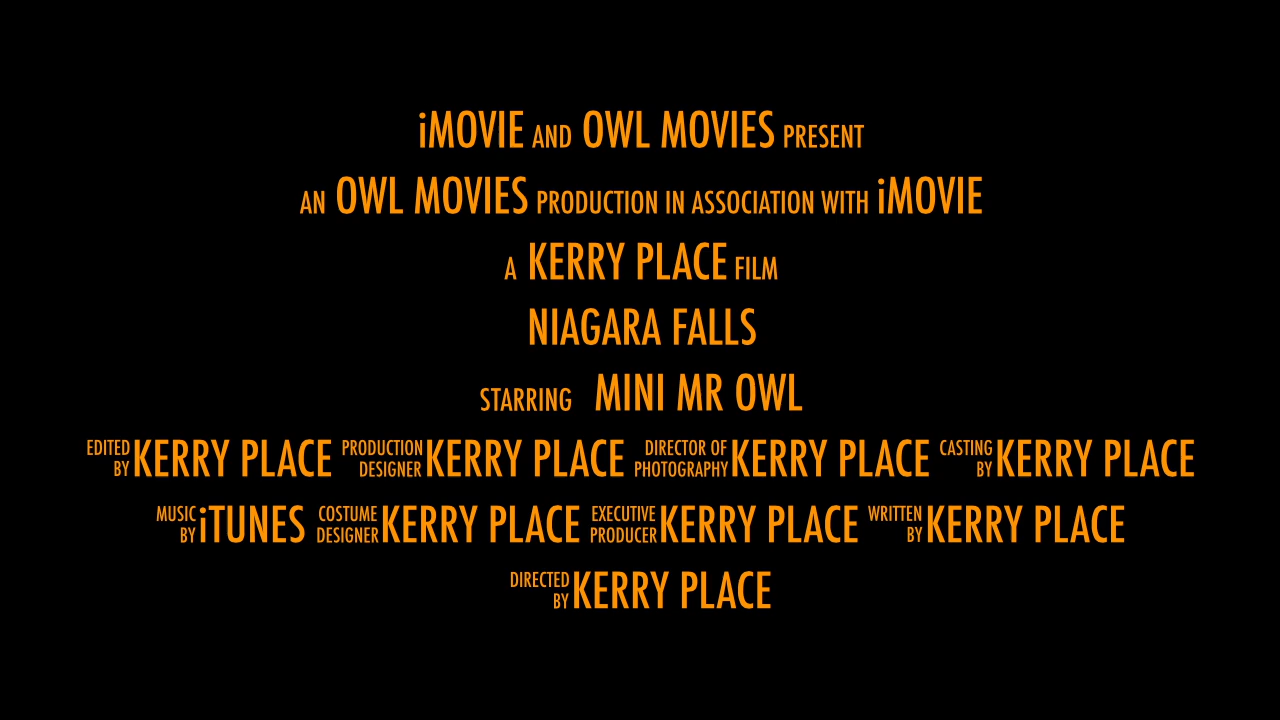 iMOVIE AND OWL MOVIES PRESENT
AN OWL MOVIES PRODUCTION IN ASSOCIATION WITH iMOVIE
A KERRY PLACE FILM
NIAGARA FALLS
STARRING MINI MR OWL
EDITED BY KERRY PLACE PRODUCTION DESIGNER KERRY PLACE DIRECTOR OF PHOTOGRAPHY KERRY PLACE CASTING BY KERRY PLACE
MUSIC BY iTUNES COSTUME DESIGNER KERRY PLACE EXECUTIVE PRODUCER KERRY PLACE WRITTEN BY KERRY PLACE
DIRECTED BY KERRY PLACE